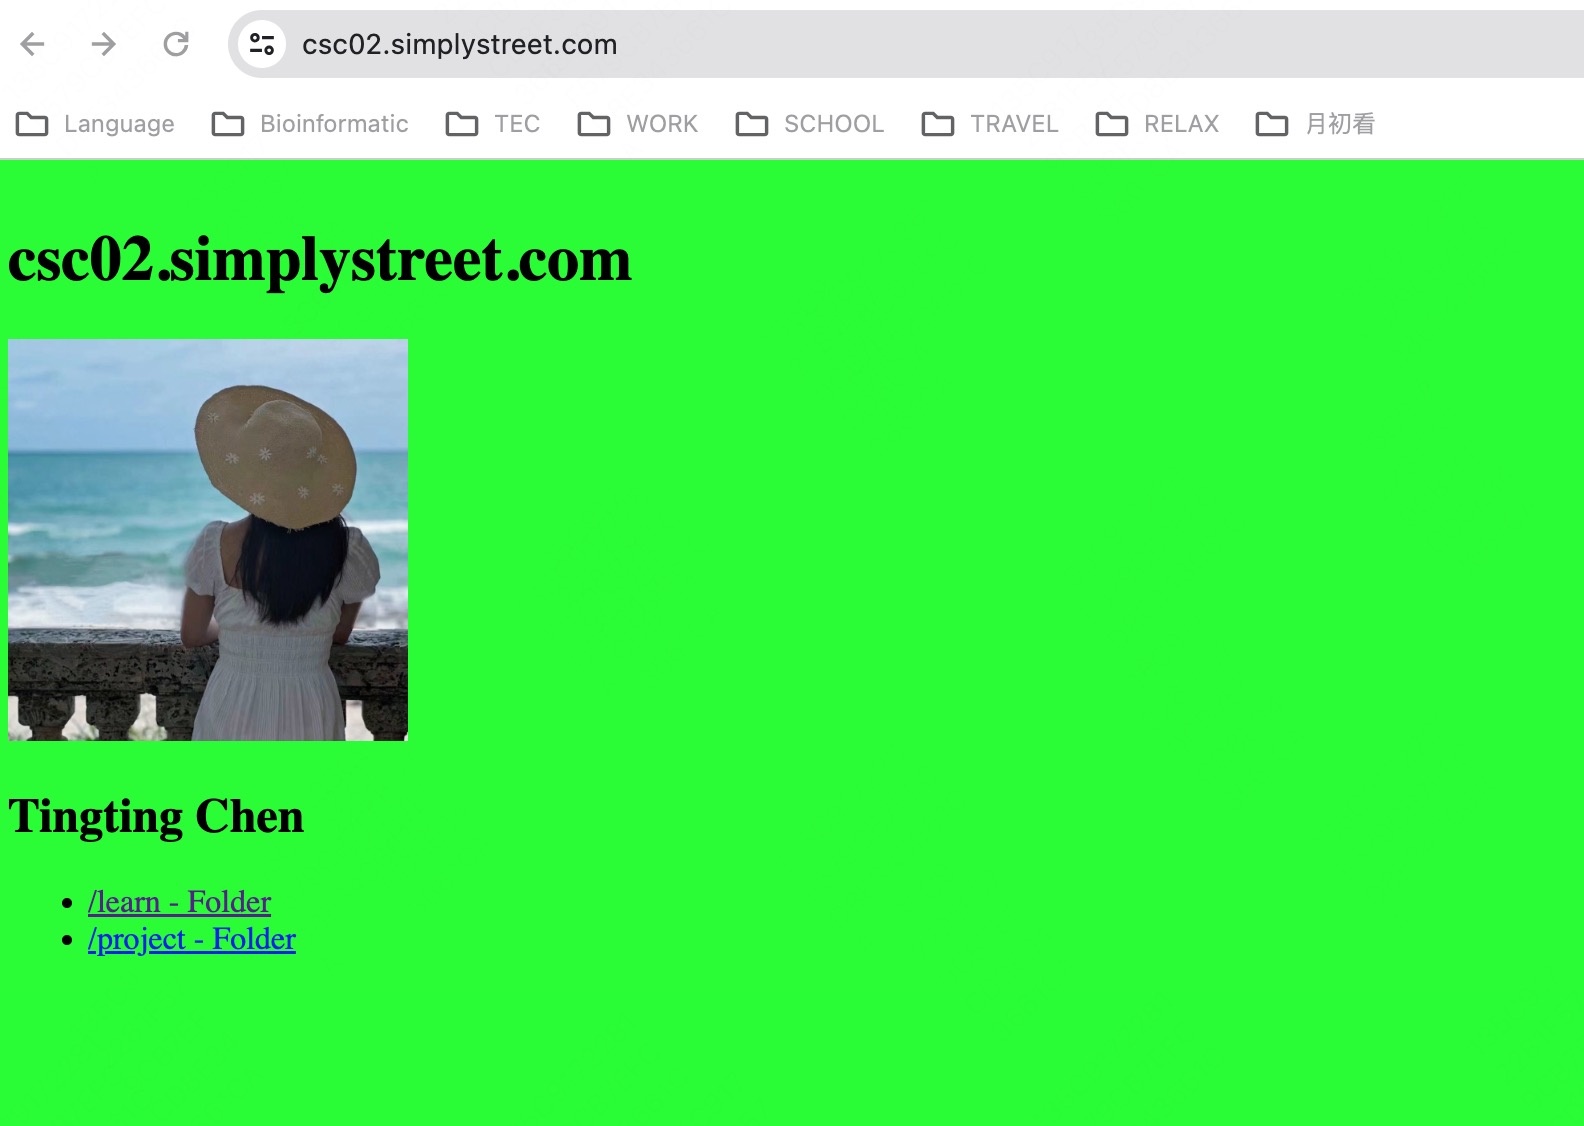 csc02.simplystreet.com
Language Bioinformatic TEC WORK SCHOOL TRAVEL RELAX 月初看
csc02.simplystreet.com
Tingting Chen
/learn - Folder
/project - Folder